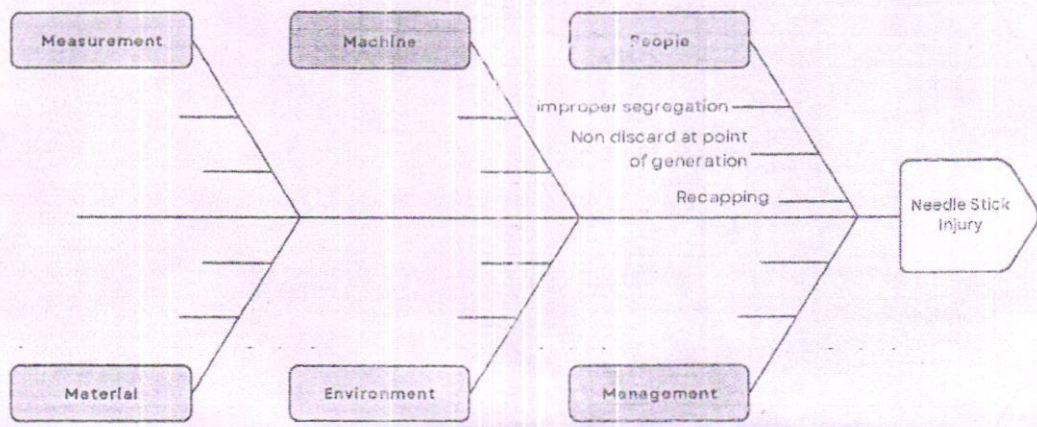 Measurement
Machine
People
improper segregation
Non discard at point
of generation
Recapping
Needle Stick
Injury
Material
Environment
Management